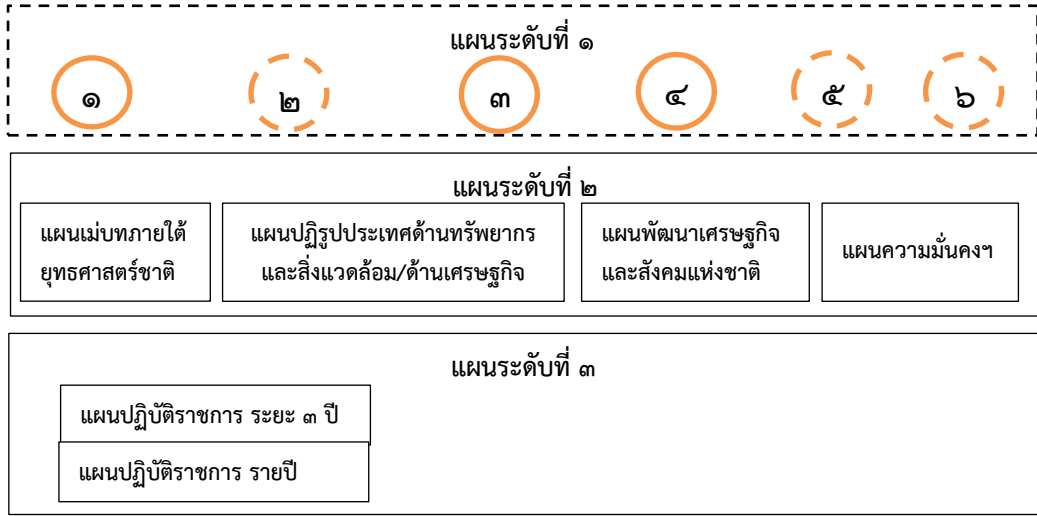 แผนระดับที่ ๑
๑ ๒ ๓ ๔ ๕ ๖
แผนระดับที่ ๒
แผนเม่บทภายใต้
ยุทธศาสตร์ชาติ
แผนปฏิรูปประเทศด้านทรัพยากร
และสิ่งแวดล้อม/ด้านเศรษฐกิจ
แผนพัฒนาเศรษฐกิจ
และสังคมแห่งชาติ
แผนความมั่นคงฯ
แผนระดับที่ ๓
แผนปฏิบัติราชการ ระยะ ๓ ปี
แผนปฏิบัติราชการ รายปี